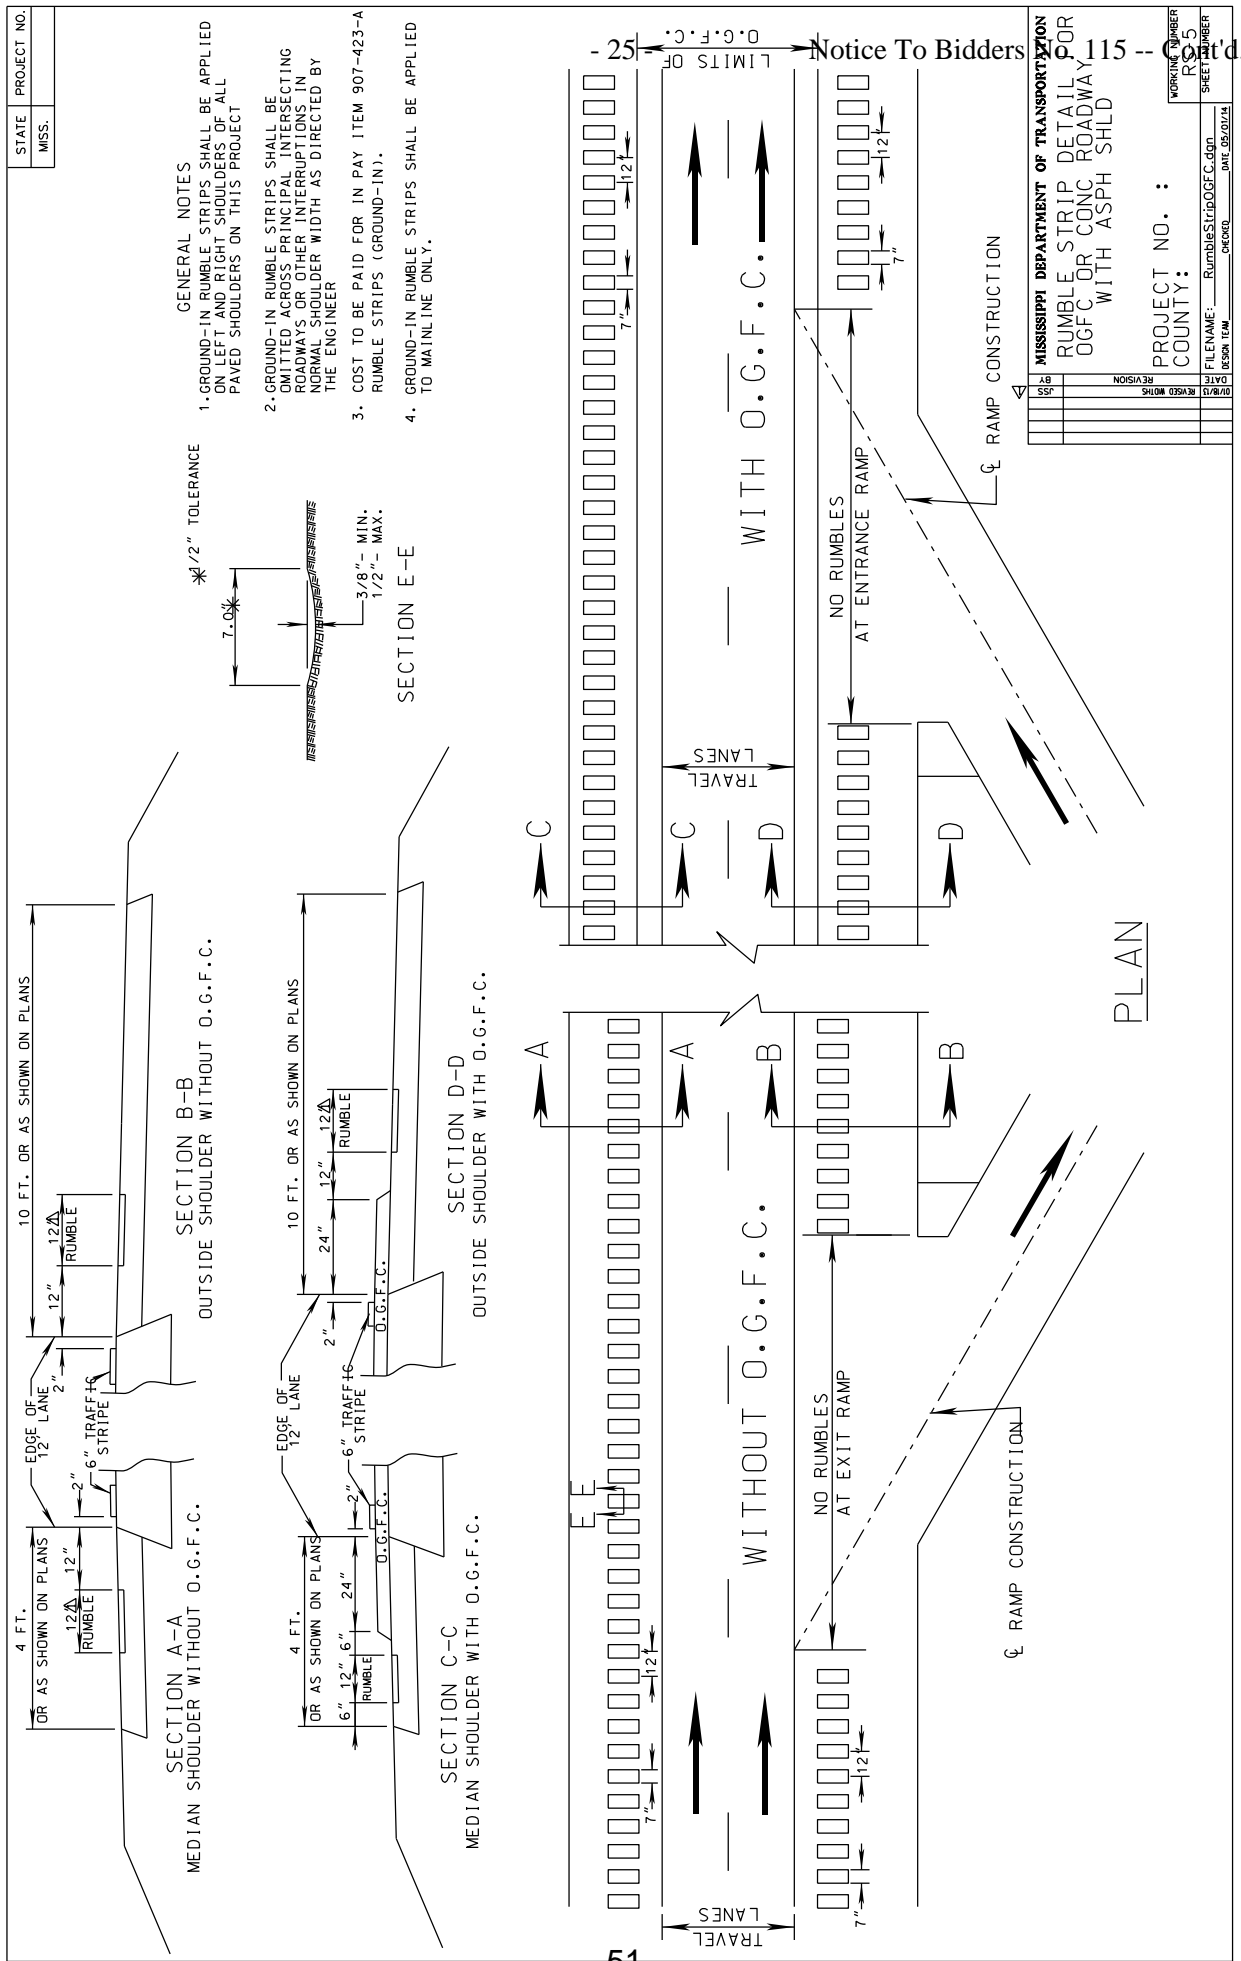 - 25 -
Notice To Bidders No. 115 -- Cont'd.
STATE
PROJECT NO.
MISS.
GENERAL NOTES
1. GROUND-IN RUMBLE STRIPS SHALL BE APPLIED
ON LEFT AND RIGHT SHOULDERS OF ALL
PAVED SHOULDERS ON THIS PROJECT
2. GROUND-IN RUMBLE STRIPS SHALL BE
OMITTED ACROSS PRINCIPAL INTERSECTING
ROADWAYS OR OTHER INTERRUPTIONS IN
NORMAL SHOULDER WIDTH AS DIRECTED BY
THE ENGINEER
3. COST TO BE PAID FOR IN PAY ITEM 907-423-A
RUMBLE STRIPS (GROUND-IN).
4. GROUND-IN RUMBLE STRIPS SHALL BE APPLIED
TO MAINLINE ONLY.
*1/2" TOLERANCE
7.0"*
3/8"- MIN.
1/2"- MAX.
SECTION E-E
4 FT.
OR AS SHOWN ON PLANS
12"
RUMBLE
12"
2"
EDGE OF
12' LANE
6" TRAFFIC
STRIPE
SECTION A-A
MEDIAN SHOULDER WITHOUT O.G.F.C.
10 FT. OR AS SHOWN ON PLANS
2"
12"
12"
RUMBLE
SECTION B-B
OUTSIDE SHOULDER WITHOUT O.G.F.C.
4 FT.
OR AS SHOWN ON PLANS
6"
12"
6"
RUMBLE
24"
2"
O.G.F.C.
EDGE OF
12' LANE
6" TRAFFIC
STRIPE
SECTION C-C
MEDIAN SHOULDER WITH O.G.F.C.
10 FT. OR AS SHOWN ON PLANS
2"
24"
12"
12"
RUMBLE
O.G.F.C.
SECTION D-D
OUTSIDE SHOULDER WITH O.G.F.C.
E
E
A
A
B
B
C
C
D
D
7"
12"
7"
12"
7"
12"
7"
12"
TRAVEL
LANES
TRAVEL
LANES
LIMITS OF
O.G.F.C.
WITHOUT O.G.F.C.
WITH O.G.F.C.
NO RUMBLES
AT EXIT RAMP
NO RUMBLES
AT ENTRANCE RAMP
℄ RAMP CONSTRUCTION
℄ RAMP CONSTRUCTION
PLAN
MISSISSIPPI DEPARTMENT OF TRANSPORTATION
RUMBLE STRIP DETAIL FOR
OGFC OR CONC ROADWAY
WITH ASPH SHLD
PROJECT NO. :
COUNTY:
WORKING NUMBER
RS-5
SHEET NUMBER
FILENAME: RumbleStripOGFC.dgn
DESIGN TEAM
CHECKED
DATE 05/01/14
DATE
REVISION
BY
01/18/13
REVISED WIDTHS
JSS
51